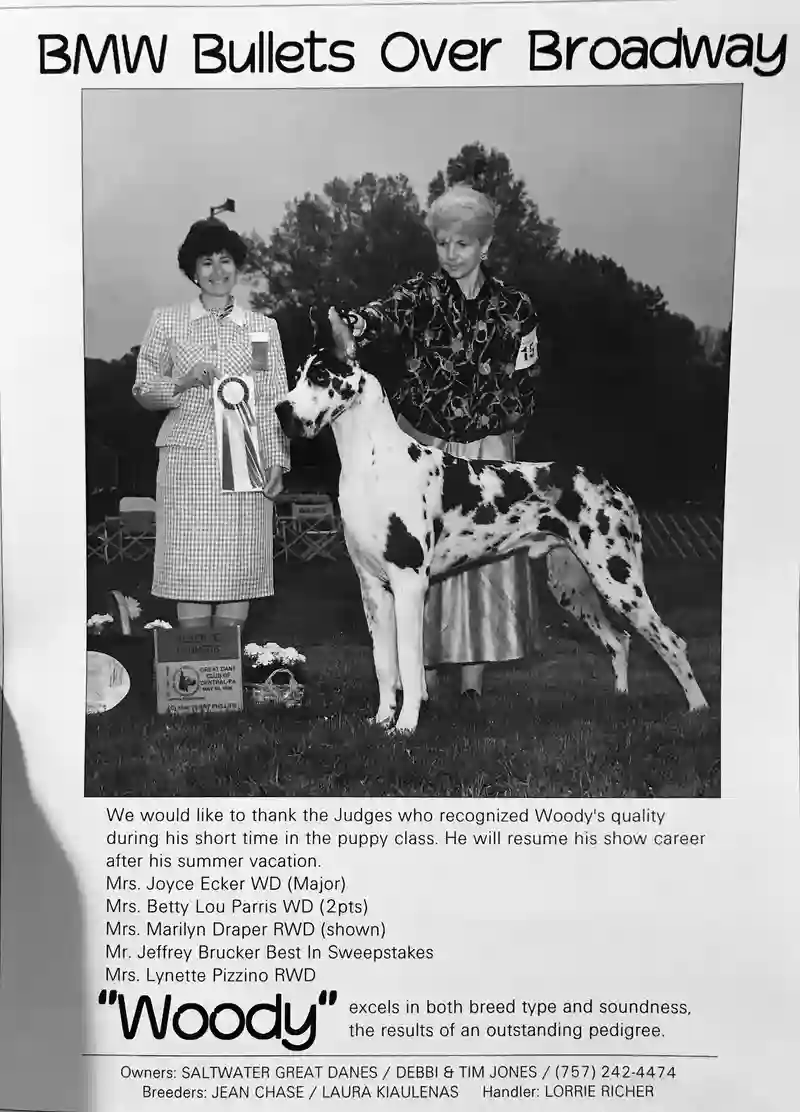 BMW Bullets Over Broadway
15
GREAT DANE
CLUB OF
CENTRAL PA
We would like to thank the Judges who recognized Woody's quality
during his short time in the puppy class. He will resume his show career
after his summer vacation.
Mrs. Joyce Ecker WD (Major)
Mrs. Betty Lou Parris WD (2pts)
Mrs. Marilyn Draper RWD (shown)
Mr. Jeffrey Brucker Best In Sweepstakes
Mrs. Lynette Pizzino RWD
"Woody" excels in both breed type and soundness,
the results of an outstanding pedigree.
Owners: SALTWATER GREAT DANES / DEBBI & TIM JONES / (757) 242-4474
Breeders: JEAN CHASE / LAURA KIAULENAS Handler: LORRIE RICHER